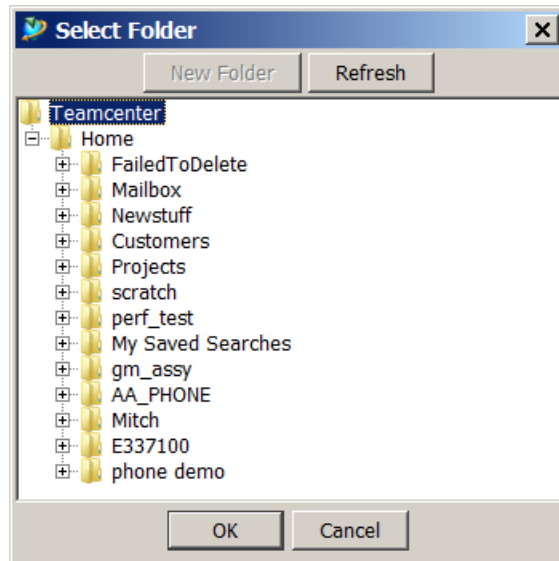 Select Folder
New Folder Refresh
Teamcenter
Home
FailedToDelete
Mailbox
Newstuff
Customers
Projects
scratch
perf_test
My Saved Searches
gm_assy
AA_PHONE
Mitch
E337100
phone demo
OK Cancel